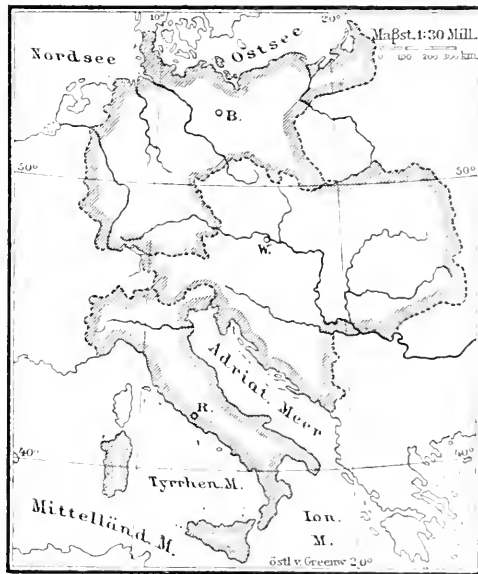 10°
20°
Nordsee
Ostsee
Maßst. 1:30 Mill.
0 100 200 300 km.
B.
50°
50°
W.
Adriat. Meer
R.
40°
40°
Tyrrhen. M.
Mittelländ. M.
Ion.
M.
östl. v. Greenw. 20°